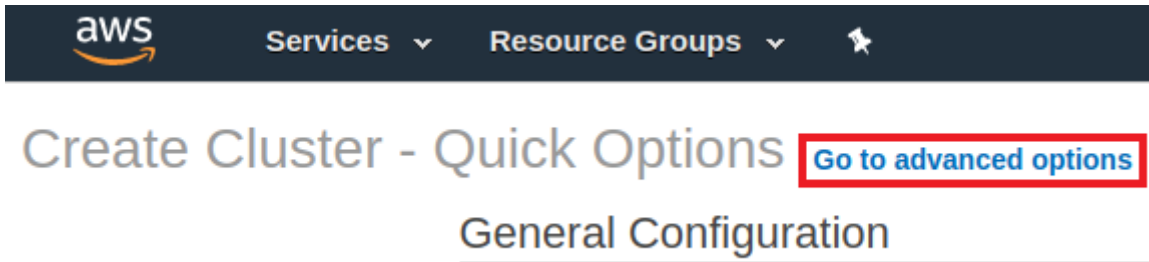 aws Services Resource Groups
Create Cluster - Quick Options Go to advanced options
General Configuration